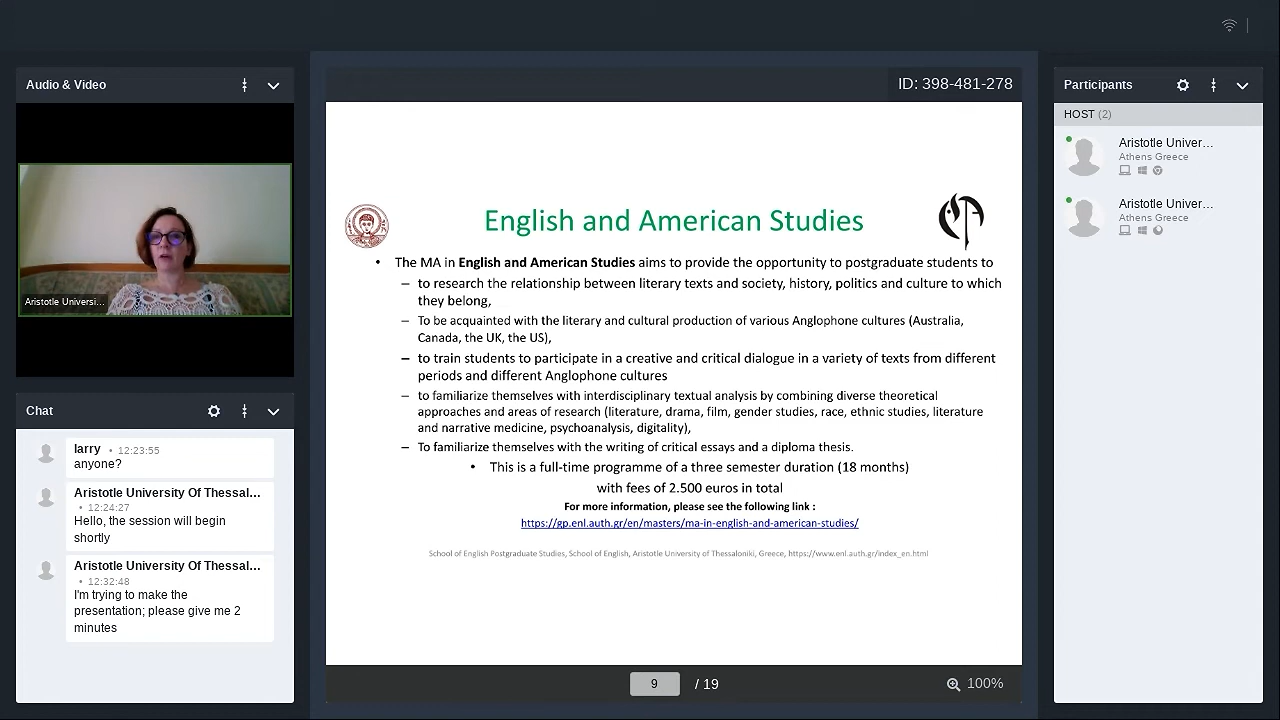 Audio & Video
Aristotle Universi...
Chat
larry • 12:23:55
anyone?
Aristotle University Of Thessal...
• 12:24:27
Hello, the session will begin
shortly
Aristotle University Of Thessal...
• 12:32:48
I'm trying to make the
presentation; please give me 2
minutes
ID: 398-481-278
English and American Studies
• The MA in English and American Studies aims to provide the opportunity to postgraduate students to
– to research the relationship between literary texts and society, history, politics and culture to which
they belong,
– To be acquainted with the literary and cultural production of various Anglophone cultures (Australia,
Canada, the UK, the US),
– to train students to participate in a creative and critical dialogue in a variety of texts from different
periods and different Anglophone cultures
– to familiarize themselves with interdisciplinary textual analysis by combining diverse theoretical
approaches and areas of research (literature, drama, film, gender studies, race, ethnic studies, literature
and narrative medicine, psychoanalysis, digitality),
– To familiarize themselves with the writing of critical essays and a diploma thesis.
• This is a full-time programme of a three semester duration (18 months)
with fees of 2.500 euros in total
For more information, please see the following link :
https://gp.enl.auth.gr/en/masters/ma-in-english-and-american-studies/
School of English Postgraduate Studies, School of English, Aristotle University of Thessaloniki, Greece, https://www.enl.auth.gr/index_en.html
9 / 19
100%
Participants
HOST (2)
Aristotle Univer...
Athens Greece
Aristotle Univer...
Athens Greece